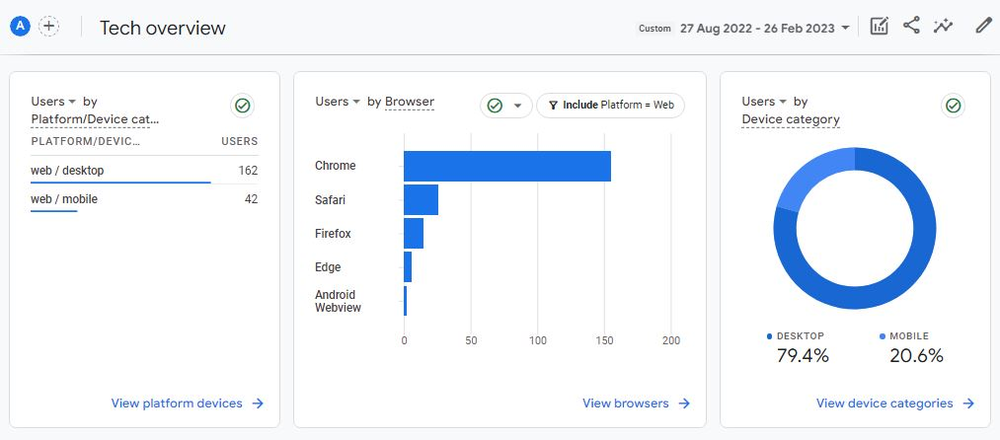 A
Tech overview
Custom 27 Aug 2022 - 26 Feb 2023
Users by
Platform/Device cat...
PLATFORM/DEVIC... USERS
web / desktop 162
web / mobile 42
View platform devices
Users by Browser
Include Platform = Web
Chrome
Safari
Firefox
Edge
Android
Webview
0 50 100 150 200
View browsers
Users by
Device category
DESKTOP MOBILE
79.4% 20.6%
View device categories